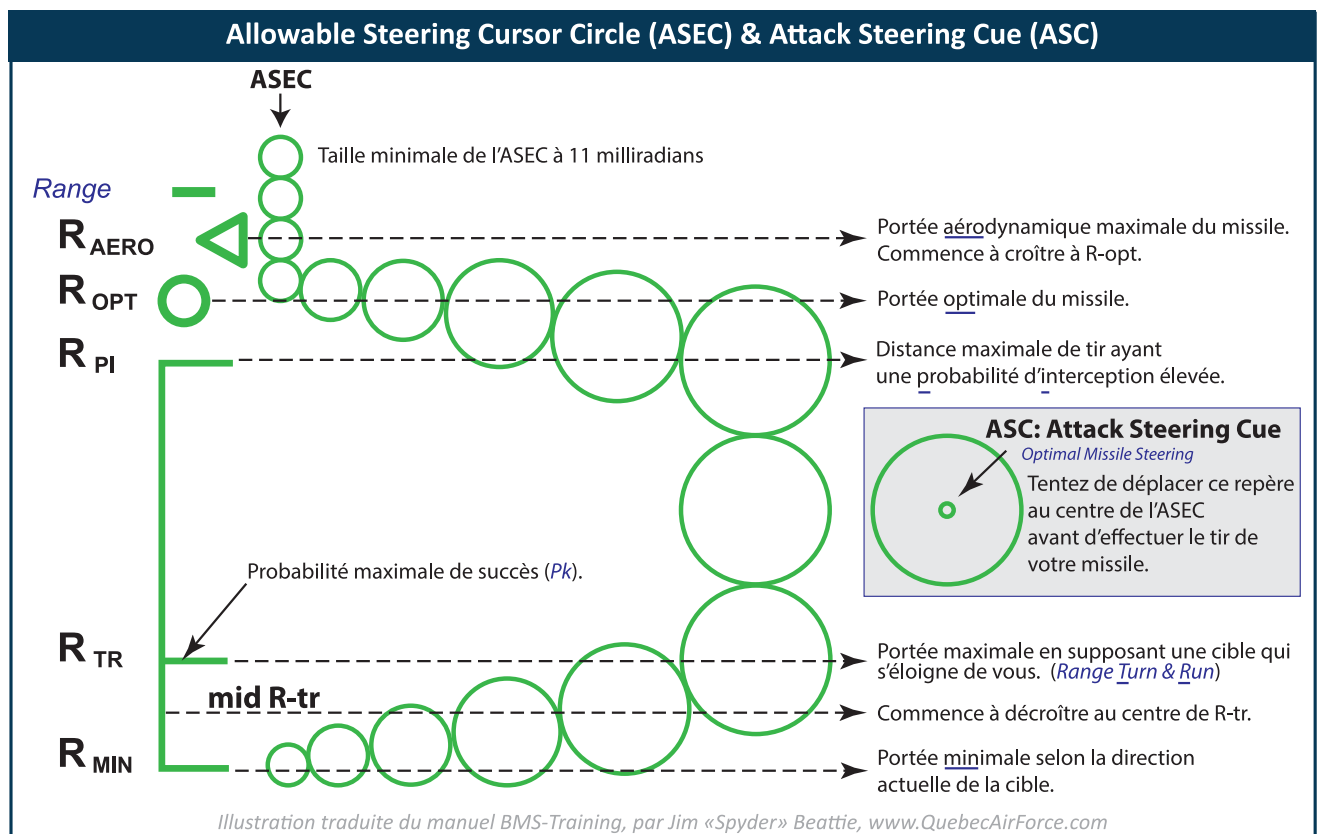 Allowable Steering Cursor Circle (ASEC) & Attack Steering Cue (ASC)
ASEC
Taille minimale de l'ASEC à 11 milliradians
Range
R AERO
Portée aérodynamique maximale du missile.
Commence à croître à R-opt.
R OPT
Portée optimale du missile.
R PI
Distance maximale de tir ayant
une probabilité d'interception élevée.
ASC: Attack Steering Cue
Optimal Missile Steering
Tentez de déplacer ce repère
au centre de l'ASEC
avant d'effectuer le tir de
votre missile.
Probabilité maximale de succès (Pk).
R TR
Portée maximale en supposant une cible qui
s'éloigne de vous. (Range Turn & Run)
mid R-tr
Commence à décroître au centre de R-tr.
R MIN
Portée minimale selon la direction
actuelle de la cible.
Illustration traduite du manuel BMS-Training, par Jim «Spyder» Beattie, www.QuebecAirForce.com